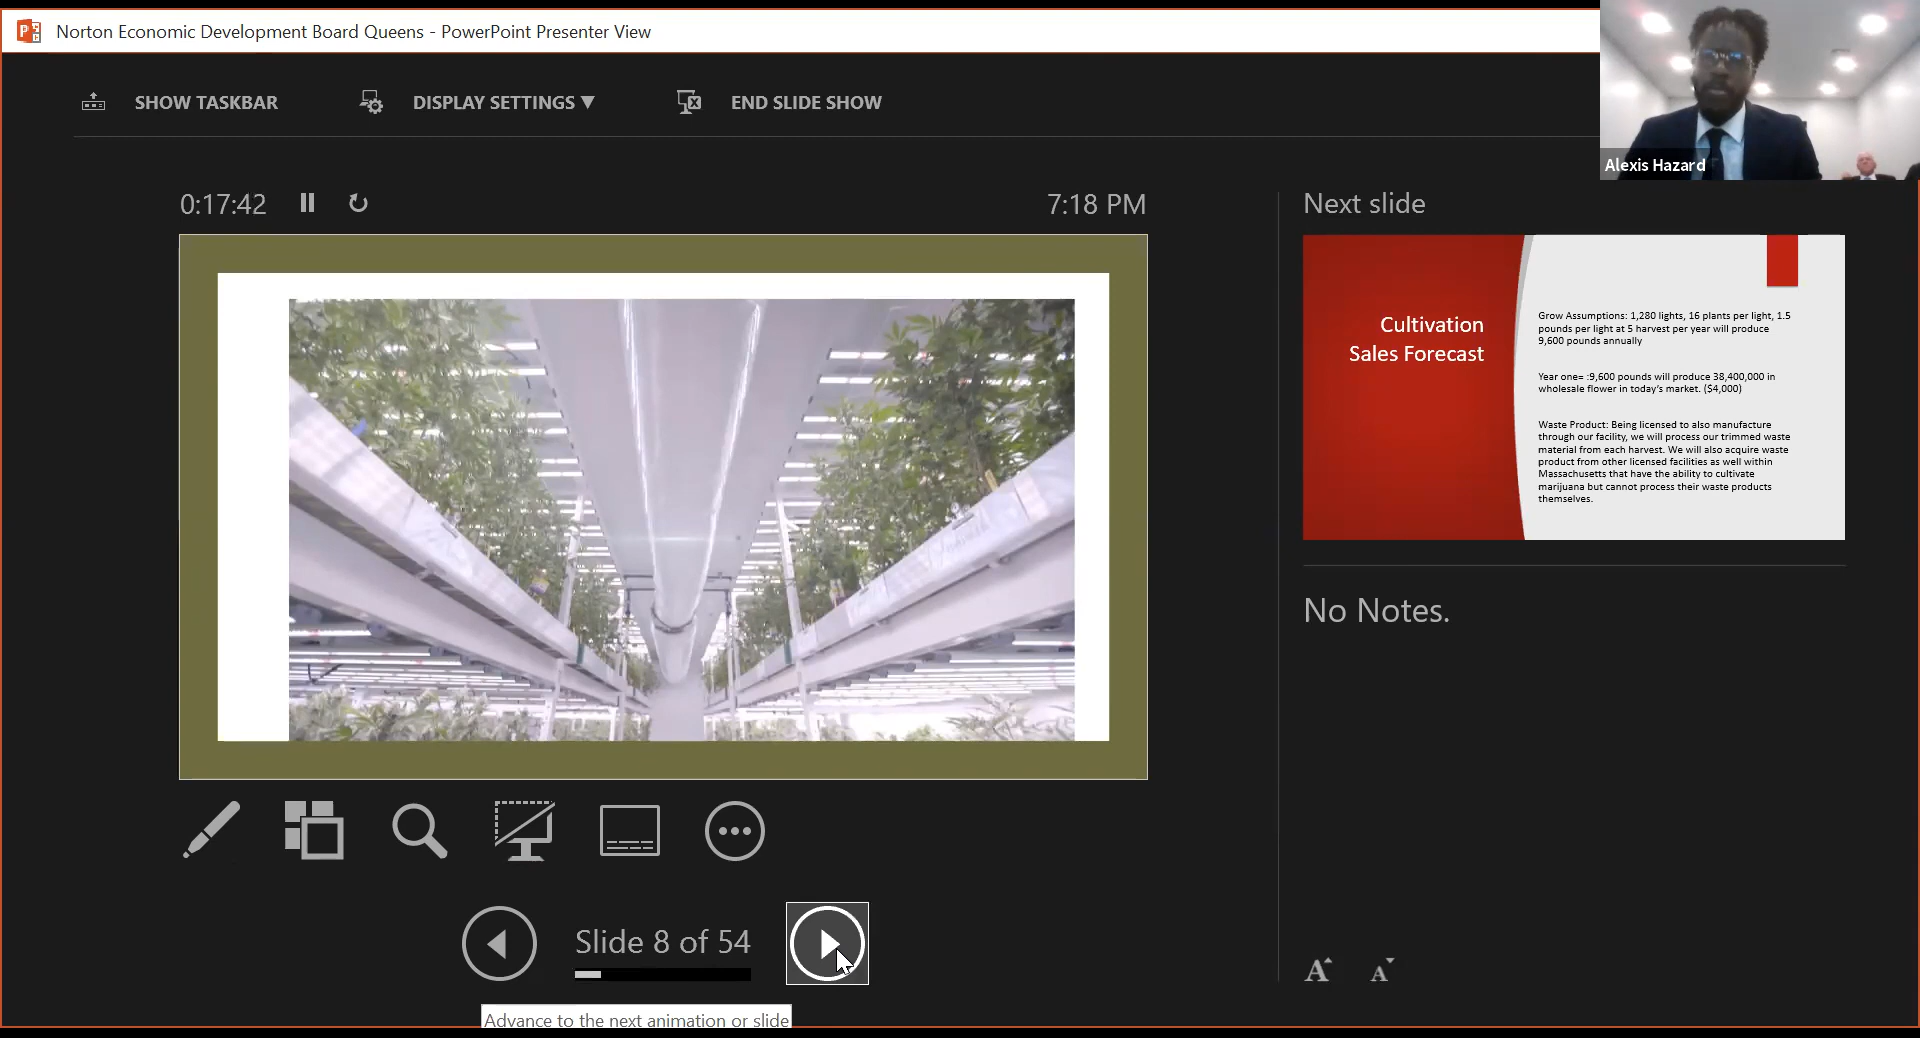 Norton Economic Development Board Queens - PowerPoint Presenter View
SHOW TASKBAR
DISPLAY SETTINGS ▼
END SLIDE SHOW
Alexis Hazard
0:17:42
7:18 PM
Next slide
Cultivation
Sales Forecast
Grow Assumptions: 1,280 lights, 16 plants per light, 1.5
pounds per light at 5 harvest per year will produce
9,600 pounds annually
Year one= :9,600 pounds will produce 38,400,000 in
wholesale flower in today's market. ($4,000)
Waste Product: Being licensed to also manufacture
through our facility, we will process our trimmed waste
material from each harvest. We will also acquire waste
product from other licensed facilities as well within
Massachusetts that have the ability to cultivate
marijuana but cannot process their waste products
themselves.
No Notes.
Slide 8 of 54
A A
Advance to the next animation or slide